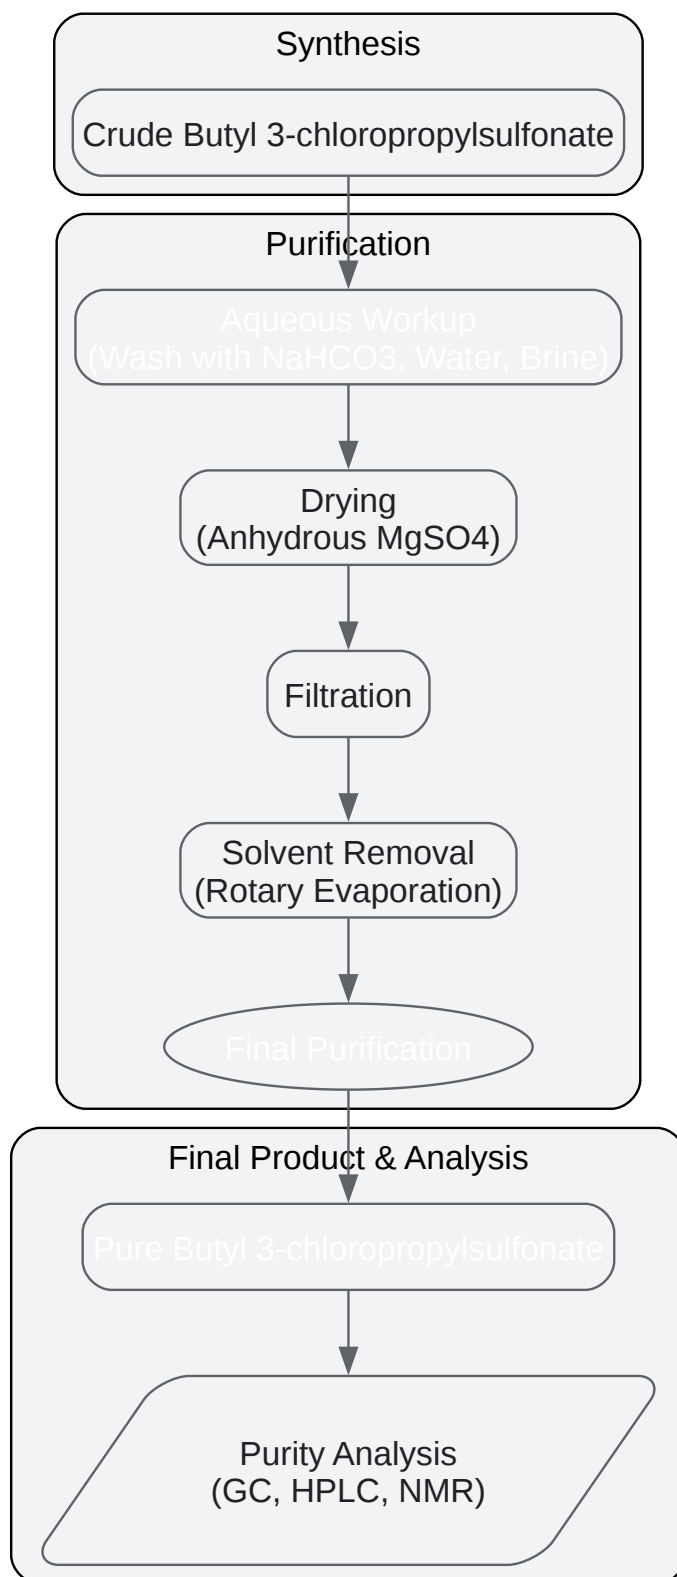 Synthesis
Crude Butyl 3-chloropropylsulfonate
Purification
Aqueous Workup
(Wash with NaHCO3, Water, Brine)
Drying
(Anhydrous MgSO4)
Filtration
Solvent Removal
(Rotary Evaporation)
Final Purification
Final Product & Analysis
Pure Butyl 3-chloropropylsulfonate
Purity Analysis
(GC, HPLC, NMR)